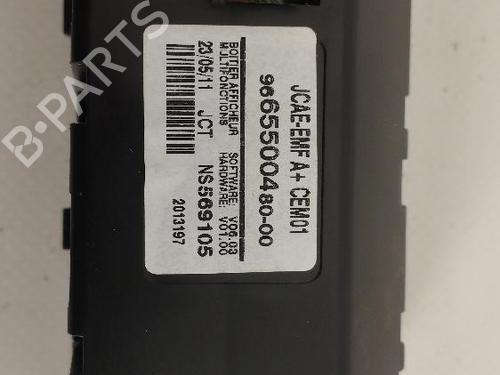 JCAE-EMF A+ CEM01
9665500480-00
BOITIER AFFICHEUR SOFTWARE: V06.03
MULTIFONCTIONS HARDWARE: V01.00
23/05/11 JCT NS569105
2013197
B-PARTS